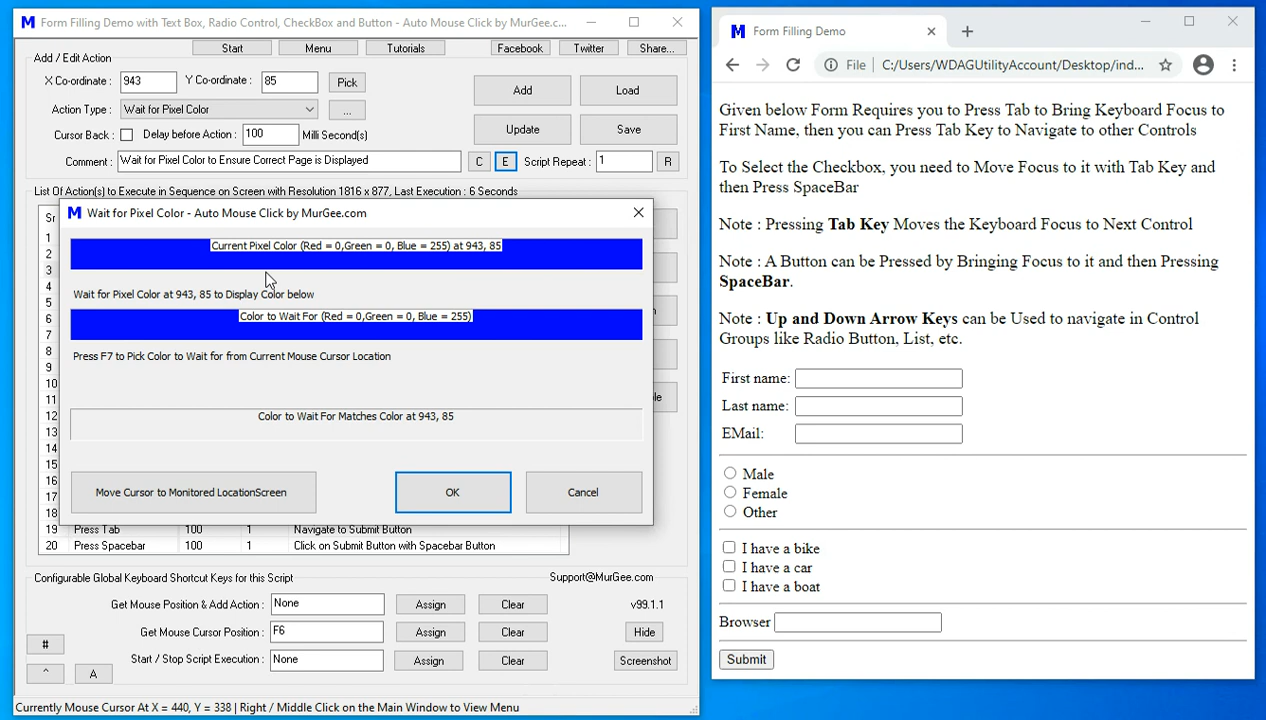 Form Filling Demo with Text Box, Radio Control, CheckBox and Button - Auto Mouse Click by MurGee.c...
Start
Menu
Tutorials
Facebook
Twitter
Share...
Add / Edit Action
X Co-ordinate :
943
Y Co-ordinate :
85
Pick
Action Type :
Wait for Pixel Color
...
Cursor Back :
Delay before Action :
100
Milli Second(s)
Comment :
Wait for Pixel Color to Ensure Correct Page is Displayed
C
E
Script Repeat :
1
R
Add
Load
Update
Save
List Of Action(s) to Execute in Sequence on Screen with Resolution 1816 x 877, Last Execution : 6 Seconds
1
2
3
4
5
6
7
8
9
10
11
12
13
14
15
16
17
18
19 Press Tab 100 1 Navigate to Submit Button
20 Press Spacebar 100 1 Click on Submit Button with Spacebar Button
Wait for Pixel Color - Auto Mouse Click by MurGee.com
Current Pixel Color (Red = 0,Green = 0, Blue = 255) at 943, 85
Wait for Pixel Color at 943, 85 to Display Color below
Color to Wait For (Red = 0,Green = 0, Blue = 255)
Press F7 to Pick Color to Wait for from Current Mouse Cursor Location
Color to Wait For Matches Color at 943, 85
Move Cursor to Monitored LocationScreen
OK
Cancel
Configurable Global Keyboard Shortcut Keys for this Script
Support@MurGee.com
Get Mouse Position & Add Action :
None
Assign
Clear
v99.1.1
Get Mouse Cursor Position :
F6
Assign
Clear
Hide
Start / Stop Script Execution :
None
Assign
Clear
Screenshot
#
^
A
Currently Mouse Cursor At X = 440, Y = 338 | Right / Middle Click on the Main Window to View Menu
Form Filling Demo
File
C:/Users/WDAGUtilityAccount/Desktop/ind...
Given below Form Requires you to Press Tab to Bring Keyboard Focus to
First Name, then you can Press Tab Key to Navigate to other Controls
To Select the Checkbox, you need to Move Focus to it with Tab Key and
then Press SpaceBar
Note : Pressing Tab Key Moves the Keyboard Focus to Next Control
Note : A Button can be Pressed by Bringing Focus to it and then Pressing
SpaceBar.
Note : Up and Down Arrow Keys can be Used to navigate in Control
Groups like Radio Button, List, etc.
First name:
Last name:
EMail:
Male
Female
Other
I have a bike
I have a car
I have a boat
Browser
Submit